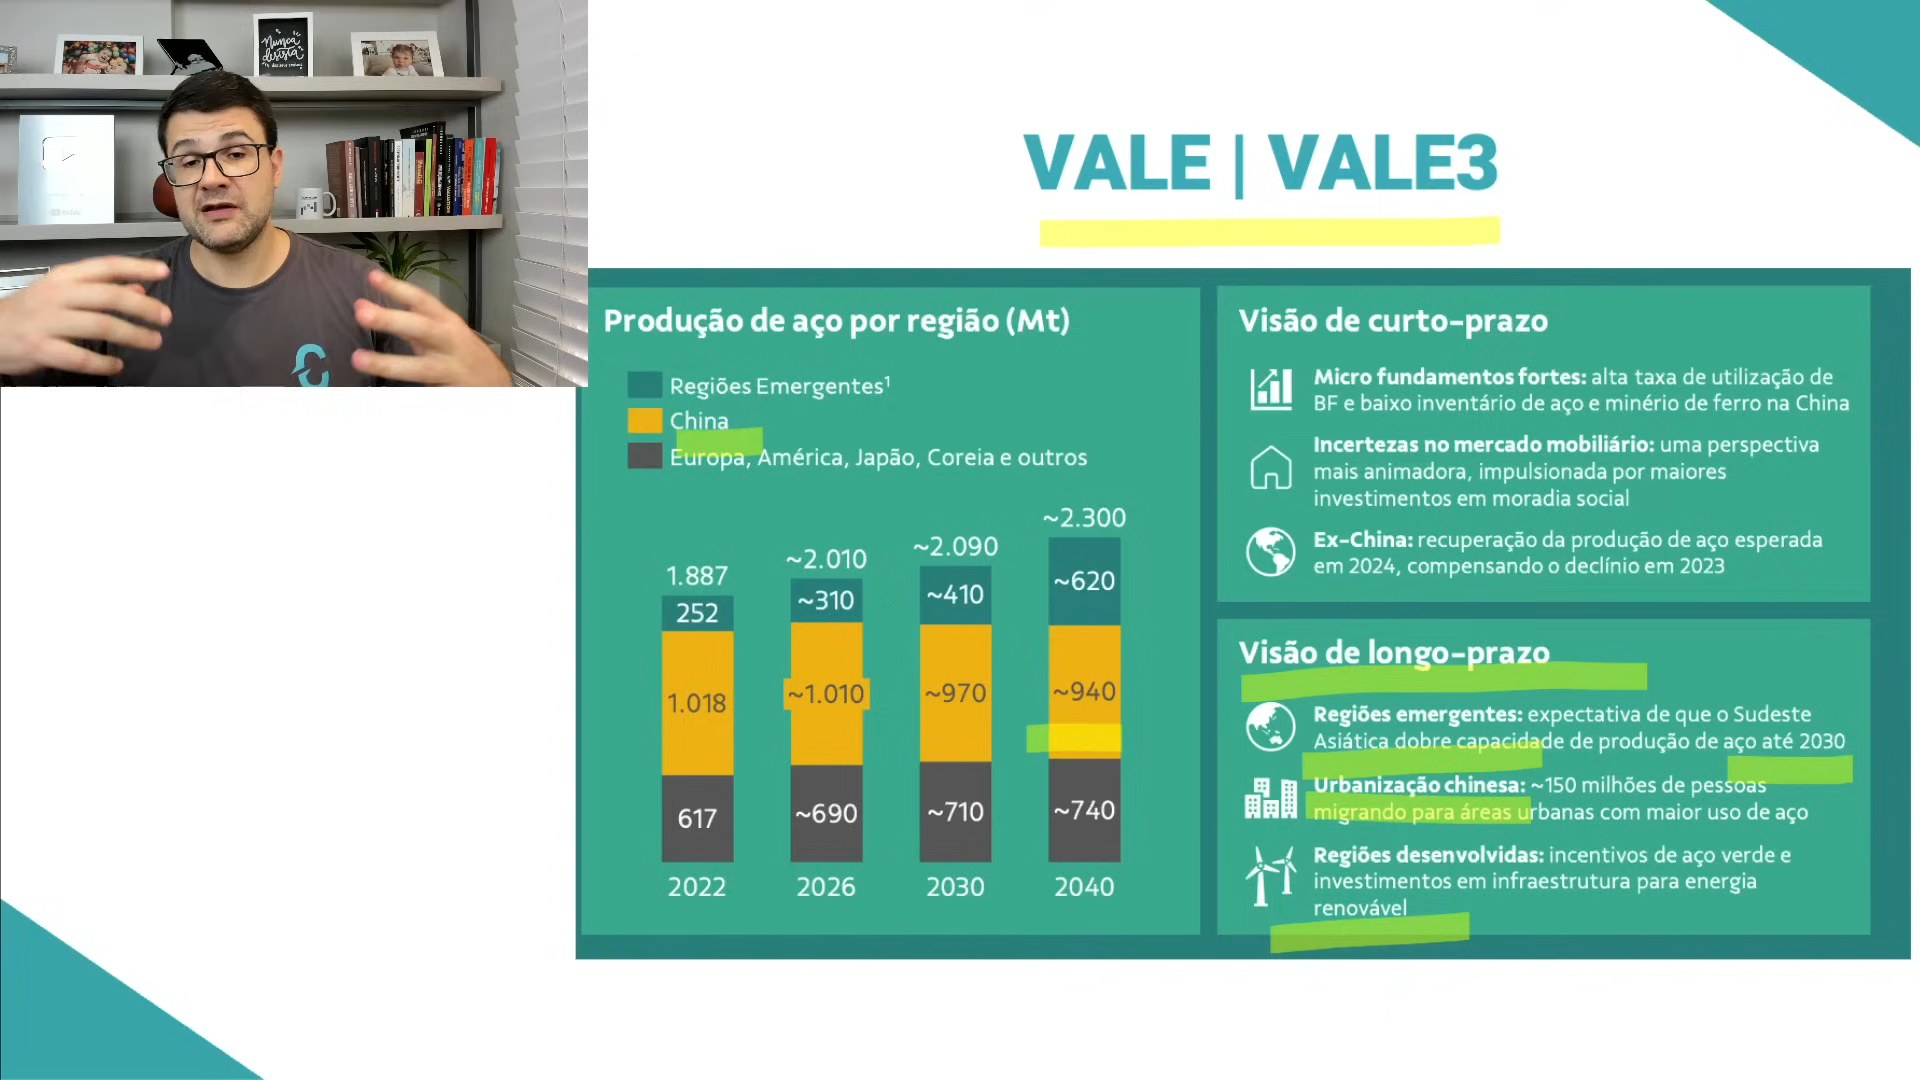 Nunca
desista
VALE | VALE3
Produção de aço por região (Mt)
Regiões Emergentes¹
China
Europa, América, Japão, Coreia e outros
1.887
252
1.018
617
2022
~2.010
~310
~1.010
~690
2026
~2.090
~410
~970
~710
2030
~2.300
~620
~940
~740
2040
Visão de curto-prazo
Micro fundamentos fortes: alta taxa de utilização de
BF e baixo inventário de aço e minério de ferro na China
Incertezas no mercado mobiliário: uma perspectiva
mais animadora, impulsionada por maiores
investimentos em moradia social
Ex-China: recuperação da produção de aço esperada
em 2024, compensando o declínio em 2023
Visão de longo-prazo
Regiões emergentes: expectativa de que o Sudeste
Asiática dobre capacidade de produção de aço até 2030
Urbanização chinesa: ~150 milhões de pessoas
migrando para áreas urbanas com maior uso de aço
Regiões desenvolvidas: incentivos de aço verde e
investimentos em infraestrutura para energia
renovável